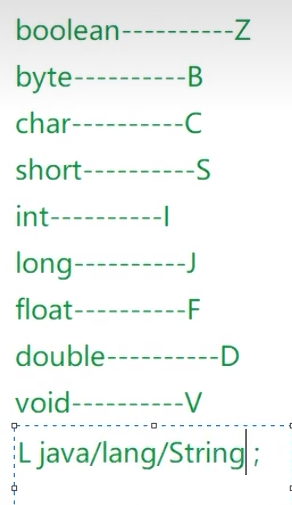 boolean----------Z
byte----------B
char----------C
short----------S
int----------I
long----------J
float----------F
double----------D
void----------V
L java/lang/String ;